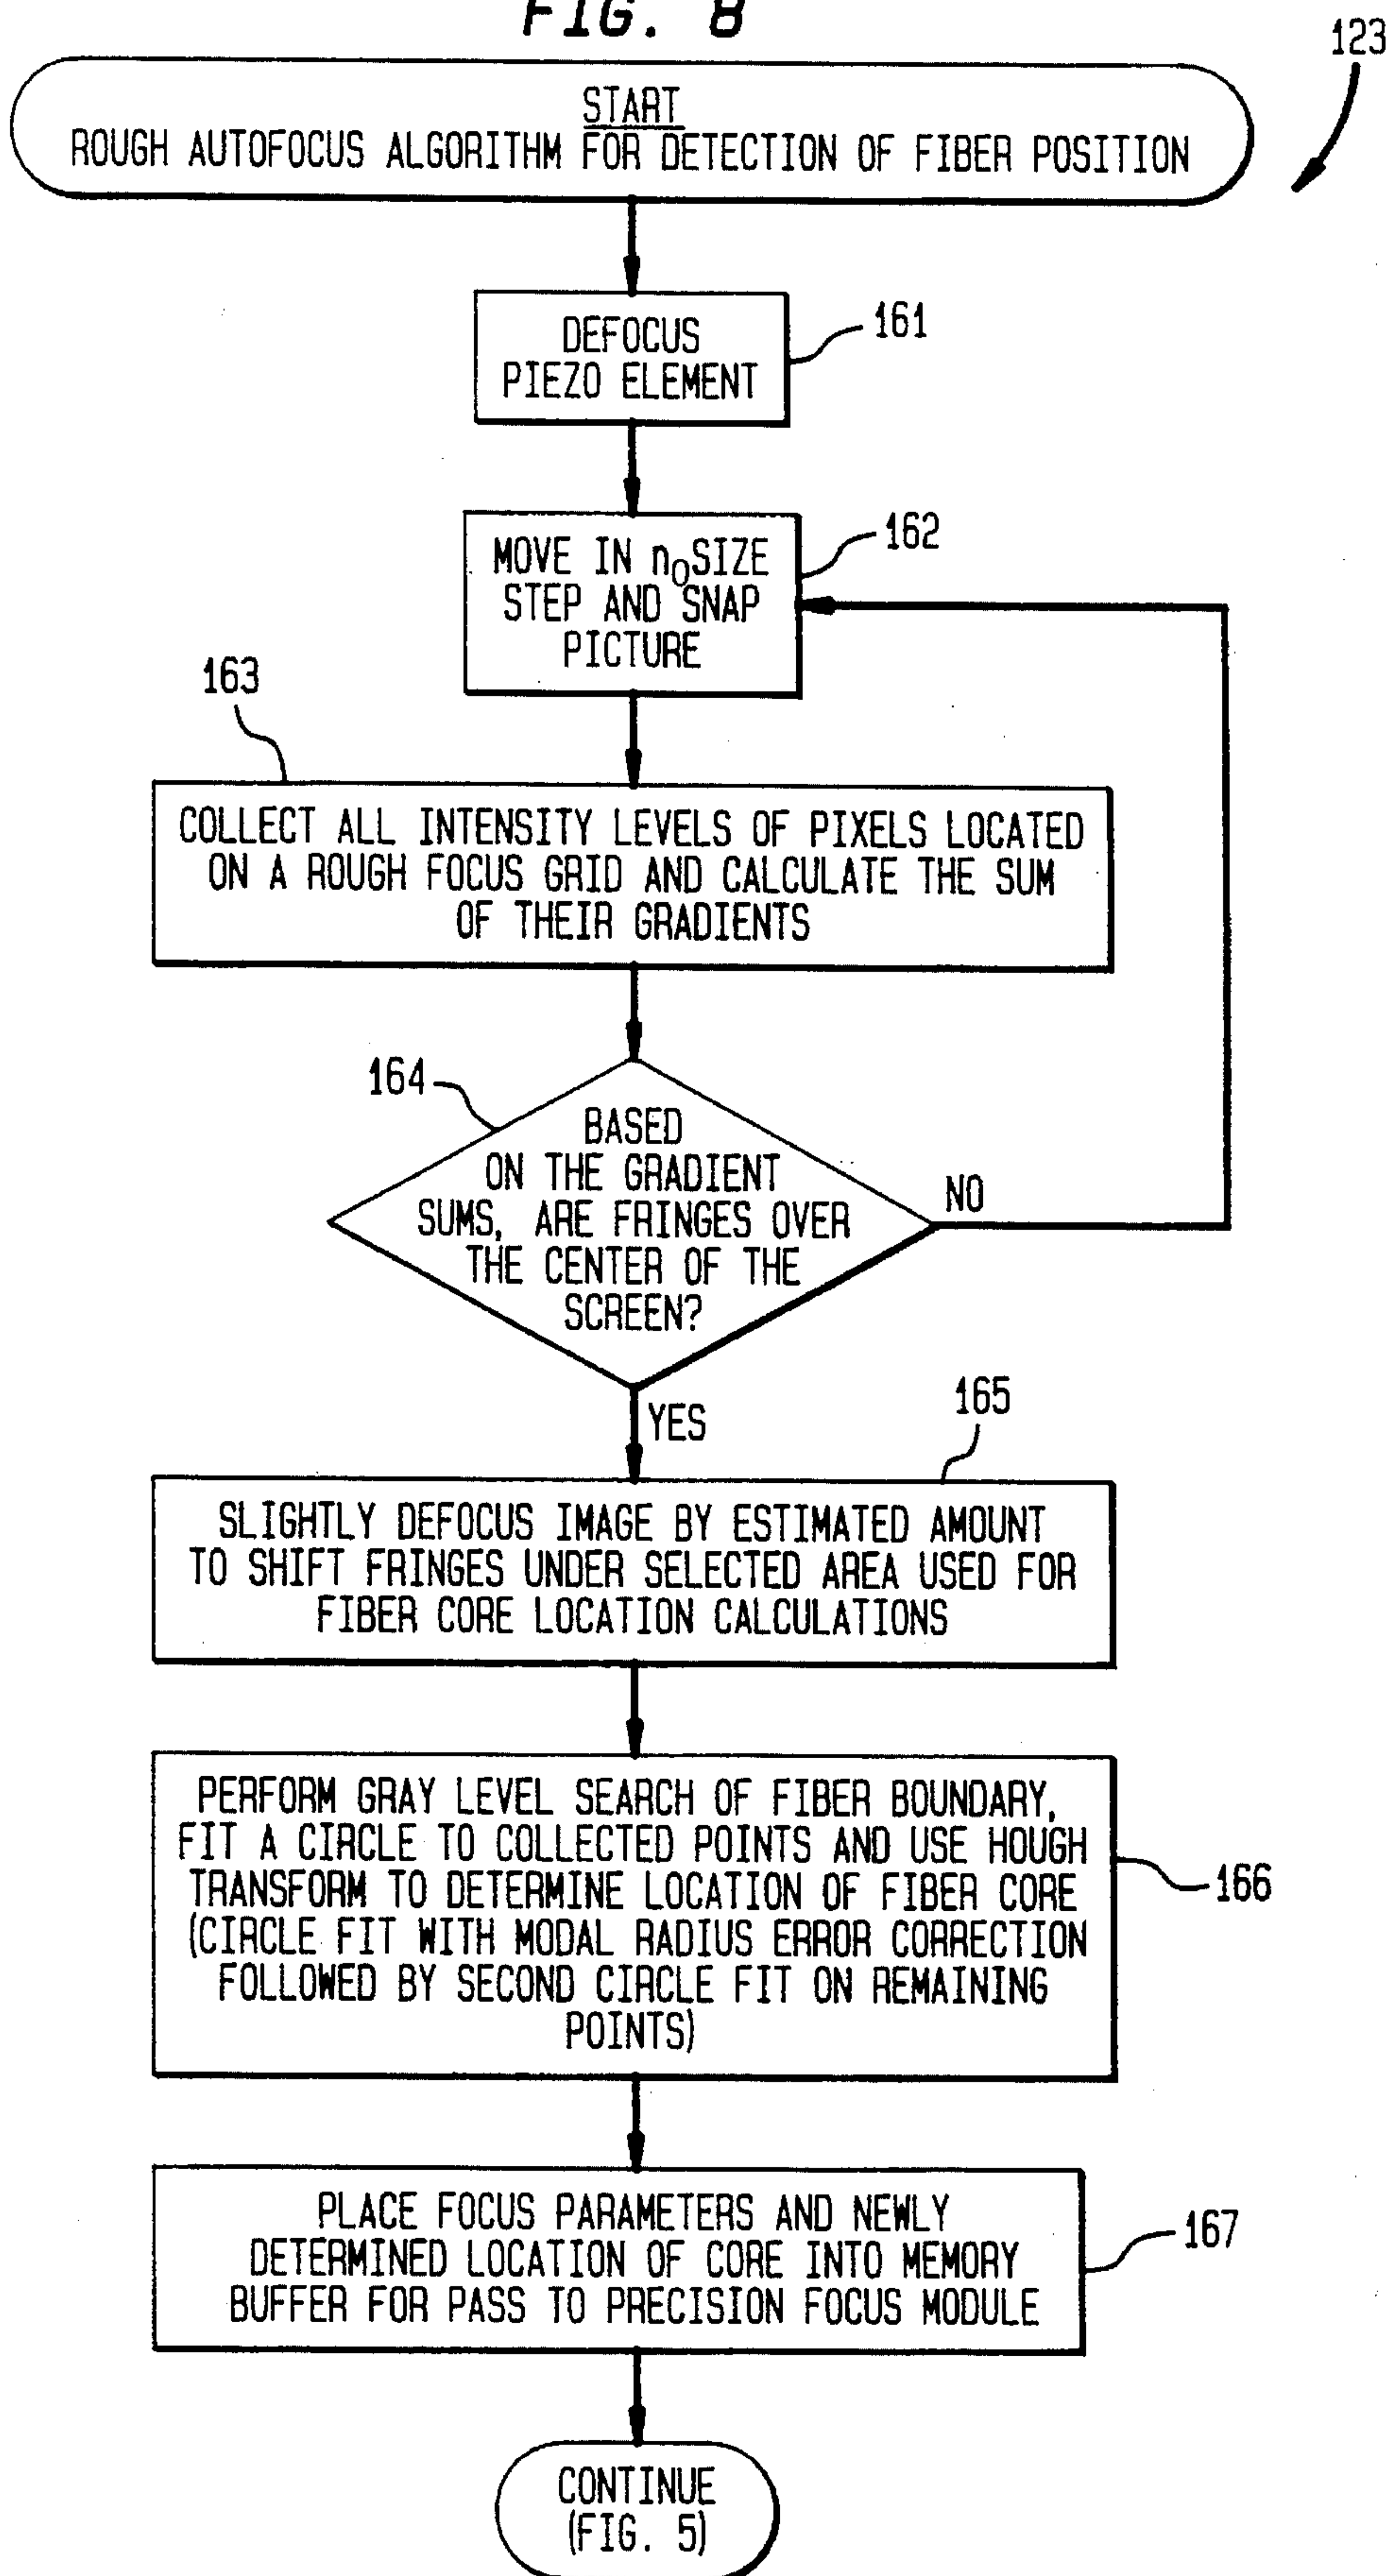 FIG. 8
123
START
ROUGH AUTOFOCUS ALGORITHM FOR DETECTION OF FIBER POSITION
DEFOCUS
PIEZO ELEMENT
161
MOVE IN n₀SIZE
STEP AND SNAP
PICTURE
162
163
COLLECT ALL INTENSITY LEVELS OF PIXELS LOCATED
ON A ROUGH FOCUS GRID AND CALCULATE THE SUM
OF THEIR GRADIENTS
164
BASED
ON THE GRADIENT
SUMS, ARE FRINGES OVER
THE CENTER OF THE
SCREEN?
NO
YES
165
SLIGHTLY DEFOCUS IMAGE BY ESTIMATED AMOUNT
TO SHIFT FRINGES UNDER SELECTED AREA USED FOR
FIBER CORE LOCATION CALCULATIONS
PERFORM GRAY LEVEL SEARCH OF FIBER BOUNDARY,
FIT A CIRCLE TO COLLECTED POINTS AND USE HOUGH
TRANSFORM TO DETERMINE LOCATION OF FIBER CORE
(CIRCLE FIT WITH MODAL RADIUS ERROR CORRECTION
FOLLOWED BY SECOND CIRCLE FIT ON REMAINING
POINTS)
166
PLACE FOCUS PARAMETERS AND NEWLY
DETERMINED LOCATION OF CORE INTO MEMORY
BUFFER FOR PASS TO PRECISION FOCUS MODULE
167
CONTINUE
(FIG. 5)